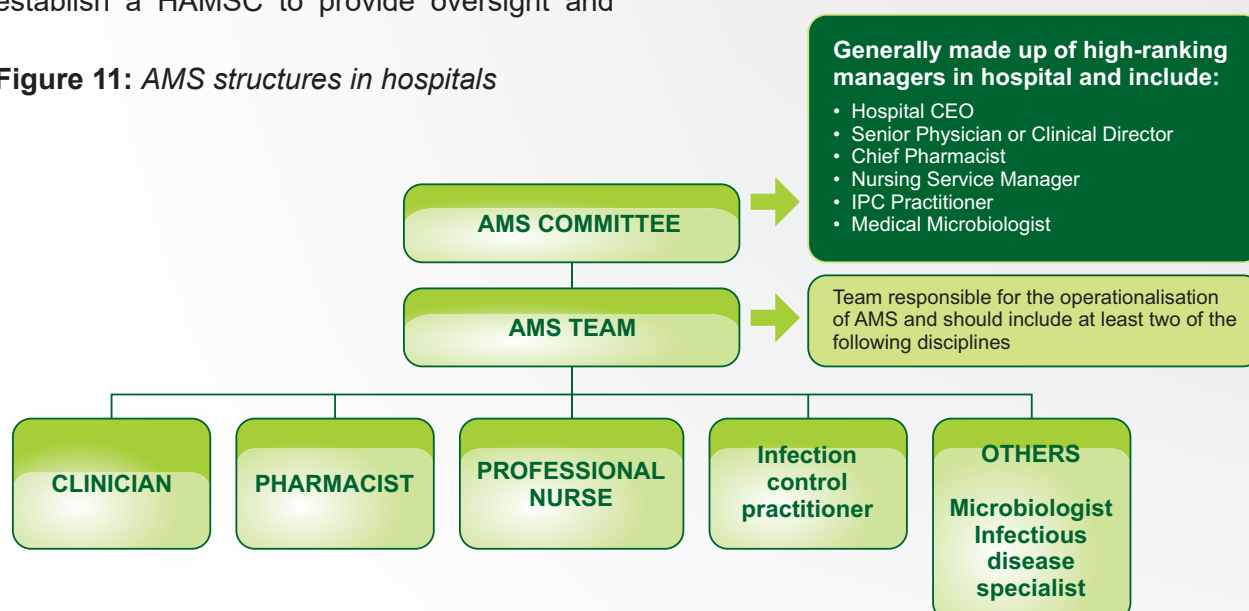 establish a HAMSC to provide oversight and
Figure 11: AMS structures in hospitals
Generally made up of high-ranking
managers in hospital and include:
• Hospital CEO
• Senior Physician or Clinical Director
• Chief Pharmacist
• Nursing Service Manager
• IPC Practitioner
• Medical Microbiologist
AMS COMMITTEE
AMS TEAM
Team responsible for the operationalisation
of AMS and should include at least two of the
following disciplines
CLINICIAN
PHARMACIST
PROFESSIONAL
NURSE
Infection
control
practitioner
OTHERS
Microbiologist
Infectious
disease
specialist